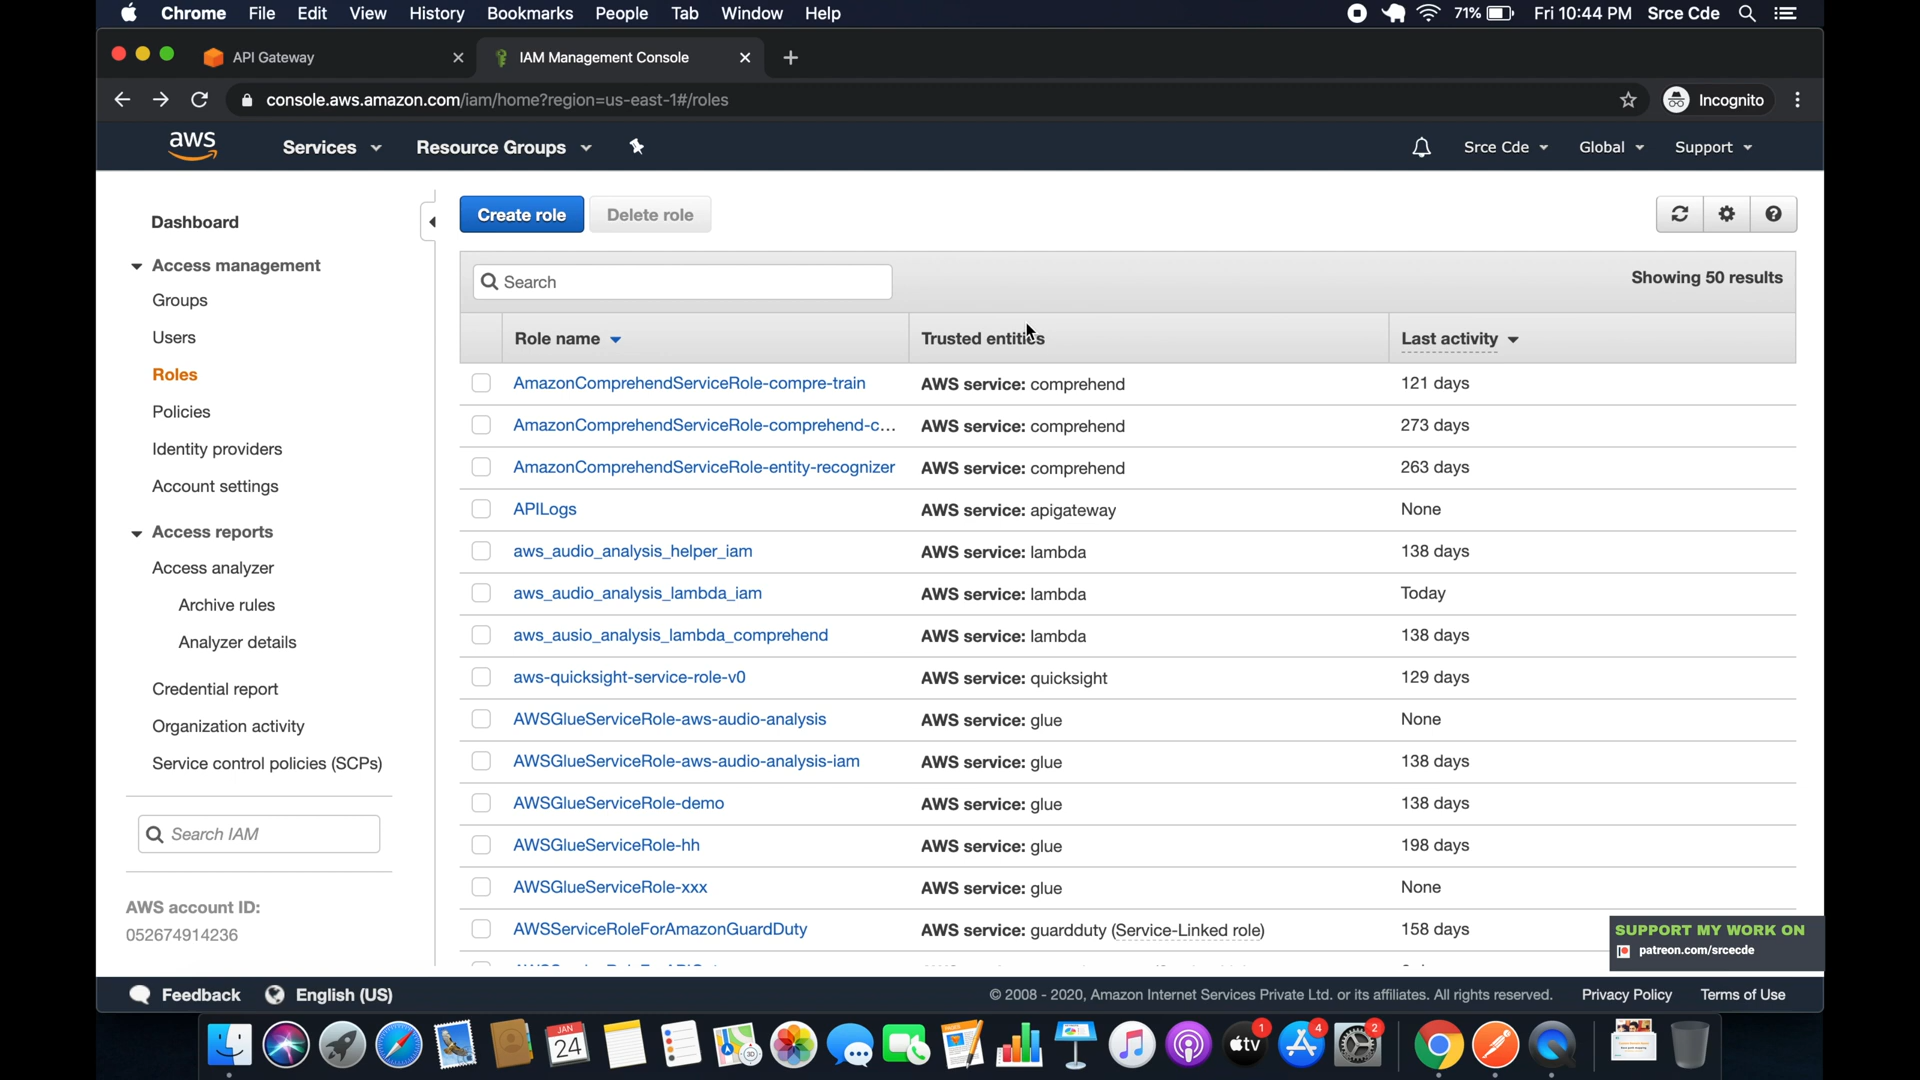 Chrome File Edit View History Bookmarks People Tab Window Help 71% Fri 10:44 PM Srce Cde
API Gateway IAM Management Console
console.aws.amazon.com/iam/home?region=us-east-1#/roles Incognito
aws Services Resource Groups Srce Cde Global Support
Dashboard
Access management
Groups
Users
Roles
Policies
Identity providers
Account settings
Access reports
Access analyzer
Archive rules
Analyzer details
Credential report
Organization activity
Service control policies (SCPs)
Search IAM
AWS account ID:
052674914236
Create role Delete role
Search Showing 50 results
Role name Trusted entities Last activity
AmazonComprehendServiceRole-compre-train AWS service: comprehend 121 days
AmazonComprehendServiceRole-comprehend-c... AWS service: comprehend 273 days
AmazonComprehendServiceRole-entity-recognizer AWS service: comprehend 263 days
APILogs AWS service: apigateway None
aws_audio_analysis_helper_iam AWS service: lambda 138 days
aws_audio_analysis_lambda_iam AWS service: lambda Today
aws_ausio_analysis_lambda_comprehend AWS service: lambda 138 days
aws-quicksight-service-role-v0 AWS service: quicksight 129 days
AWSGlueServiceRole-aws-audio-analysis AWS service: glue None
AWSGlueServiceRole-aws-audio-analysis-iam AWS service: glue 138 days
AWSGlueServiceRole-demo AWS service: glue 138 days
AWSGlueServiceRole-hh AWS service: glue 198 days
AWSGlueServiceRole-xxx AWS service: glue None
AWSServiceRoleForAmazonGuardDuty AWS service: guardduty (Service-Linked role) 158 days
SUPPORT MY WORK ON
patreon.com/srcecde
Feedback English (US) © 2008 - 2020, Amazon Internet Services Private Ltd. or its affiliates. All rights reserved. Privacy Policy Terms of Use
JAN
24
tv
1
4
2